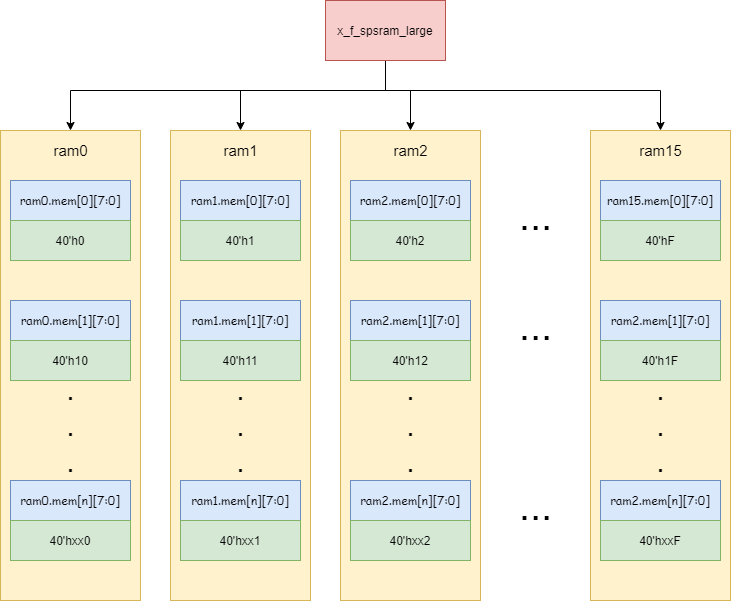 x_f_spsram_large
ram0
ram1
ram2
ram15
ram0.mem[0][7:0]
ram1.mem[0][7:0]
ram2.mem[0][7:0]
...
ram15.mem[0][7:0]
40'h0
40'h1
40'h2
40'hF
ram0.mem[1][7:0]
ram1.mem[1][7:0]
ram2.mem[1][7:0]
...
ram2.mem[1][7:0]
40'h10
40'h11
40'h12
40'h1F
.
.
.
.
.
.
.
.
.
.
.
.
ram0.mem[n][7:0]
ram1.mem[n][7:0]
ram2.mem[n][7:0]
...
ram2.mem[n][7:0]
40'hxx0
40'hxx1
40'hxx2
40'hxxF